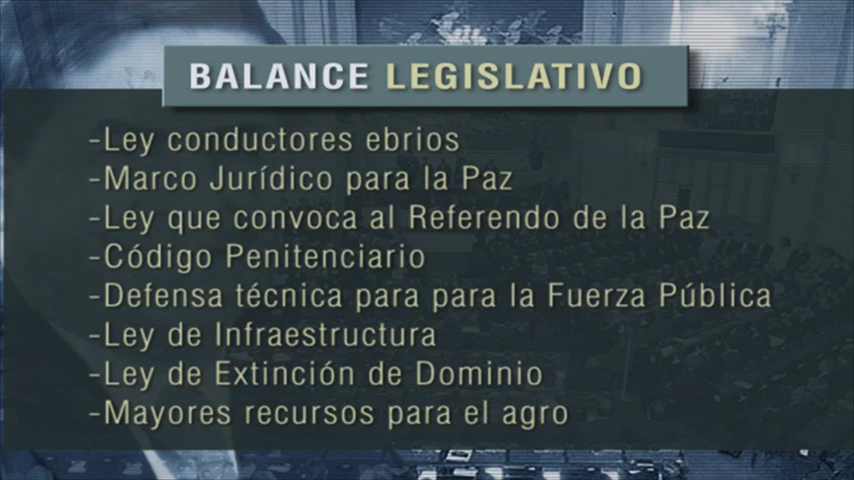 BALANCE LEGISLATIVO
-Ley conductores ebrios
-Marco Jurídico para la Paz
-Ley que convoca al Referendo de la Paz
-Código Penitenciario
-Defensa técnica para para la Fuerza Pública
-Ley de Infraestructura
-Ley de Extinción de Dominio
-Mayores recursos para el agro